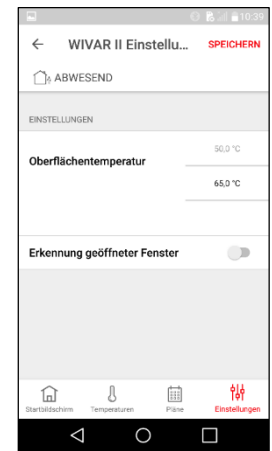 10:39
WIVAR II Einstellu... SPEICHERN
ABWESEND
EINSTELLUNGEN
50,0 °C
Oberflächentemperatur
65,0 °C
Erkennung geöffneter Fenster
Startbildschirm Temperaturen Pläne Einstellungen